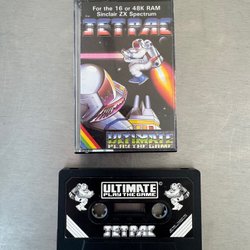 For the 16 or 48K RAM
Sinclair ZX Spectrum
JETPAC
ULTIMATE
PLAY THE GAME
ULTIMATE
PLAY THE GAME
JETPAC